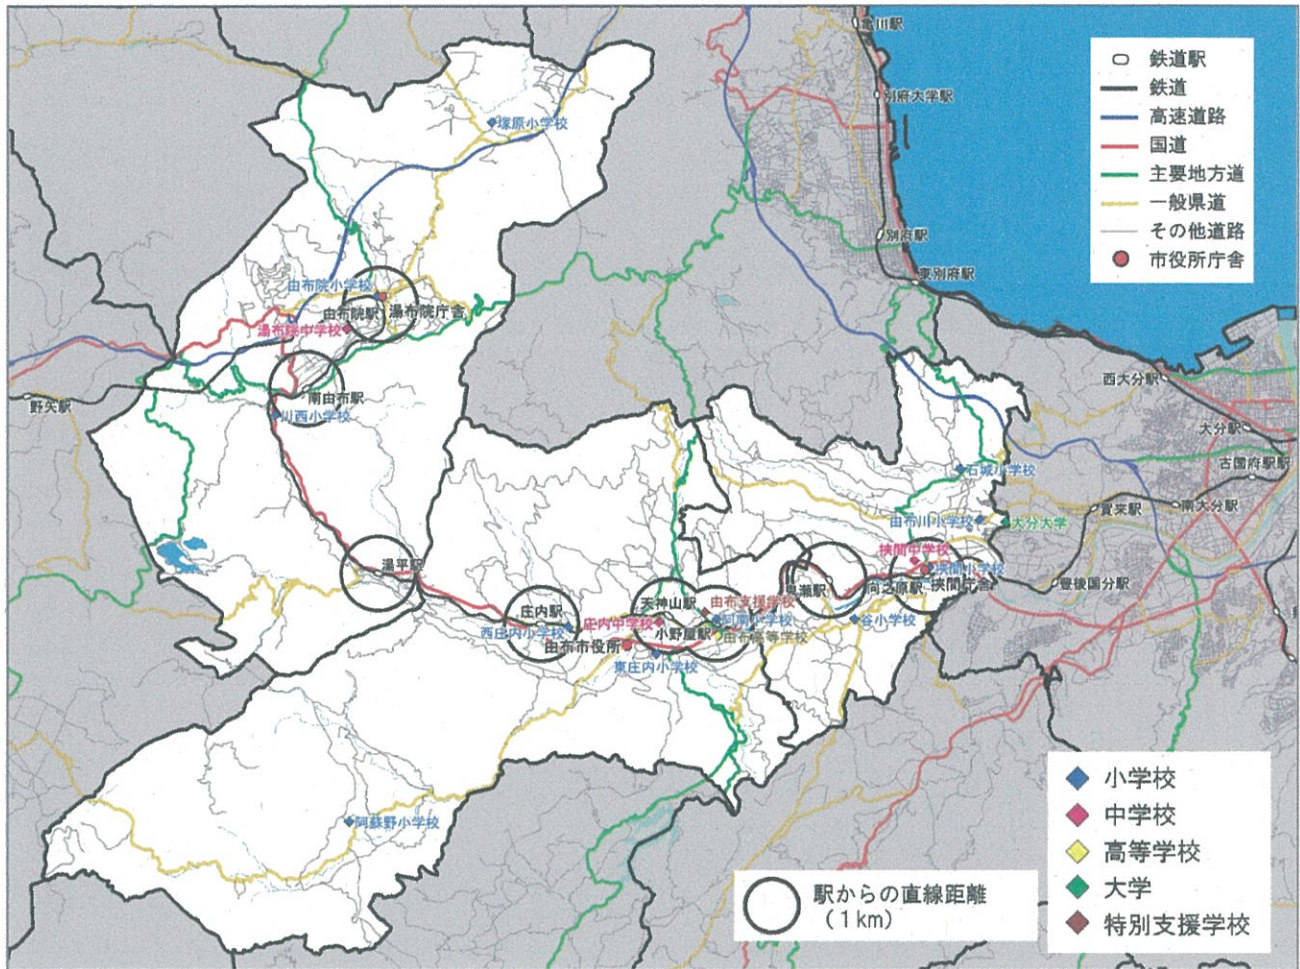 亀川駅
別府大学駅
別府駅
東別府駅
鉄道駅
鉄道
高速道路
国道
主要地方道
一般県道
その他道路
市役所庁舎
塚原小学校
由布院小学校
由布院駅
湯布院庁舎
湯布院中学校
南由布駅
川西小学校
野矢駅
西大分駅
大分駅
古国府駅
賀来駅
南大分駅
豊後国分駅
石城小学校
由布川小学校
大分大学
挾間中学校
挾間小学校
向之原駅
挾間庁舎
鬼瀬駅
谷小学校
湯平駅
庄内駅
西庄内小学校
天神山駅
庄内中学校
小野屋駅
由布支援学校
阿南小学校
由布高等学校
由布市役所
東庄内小学校
阿蘇野小学校
小学校
中学校
高等学校
大学
特別支援学校
駅からの直線距離
（1km）